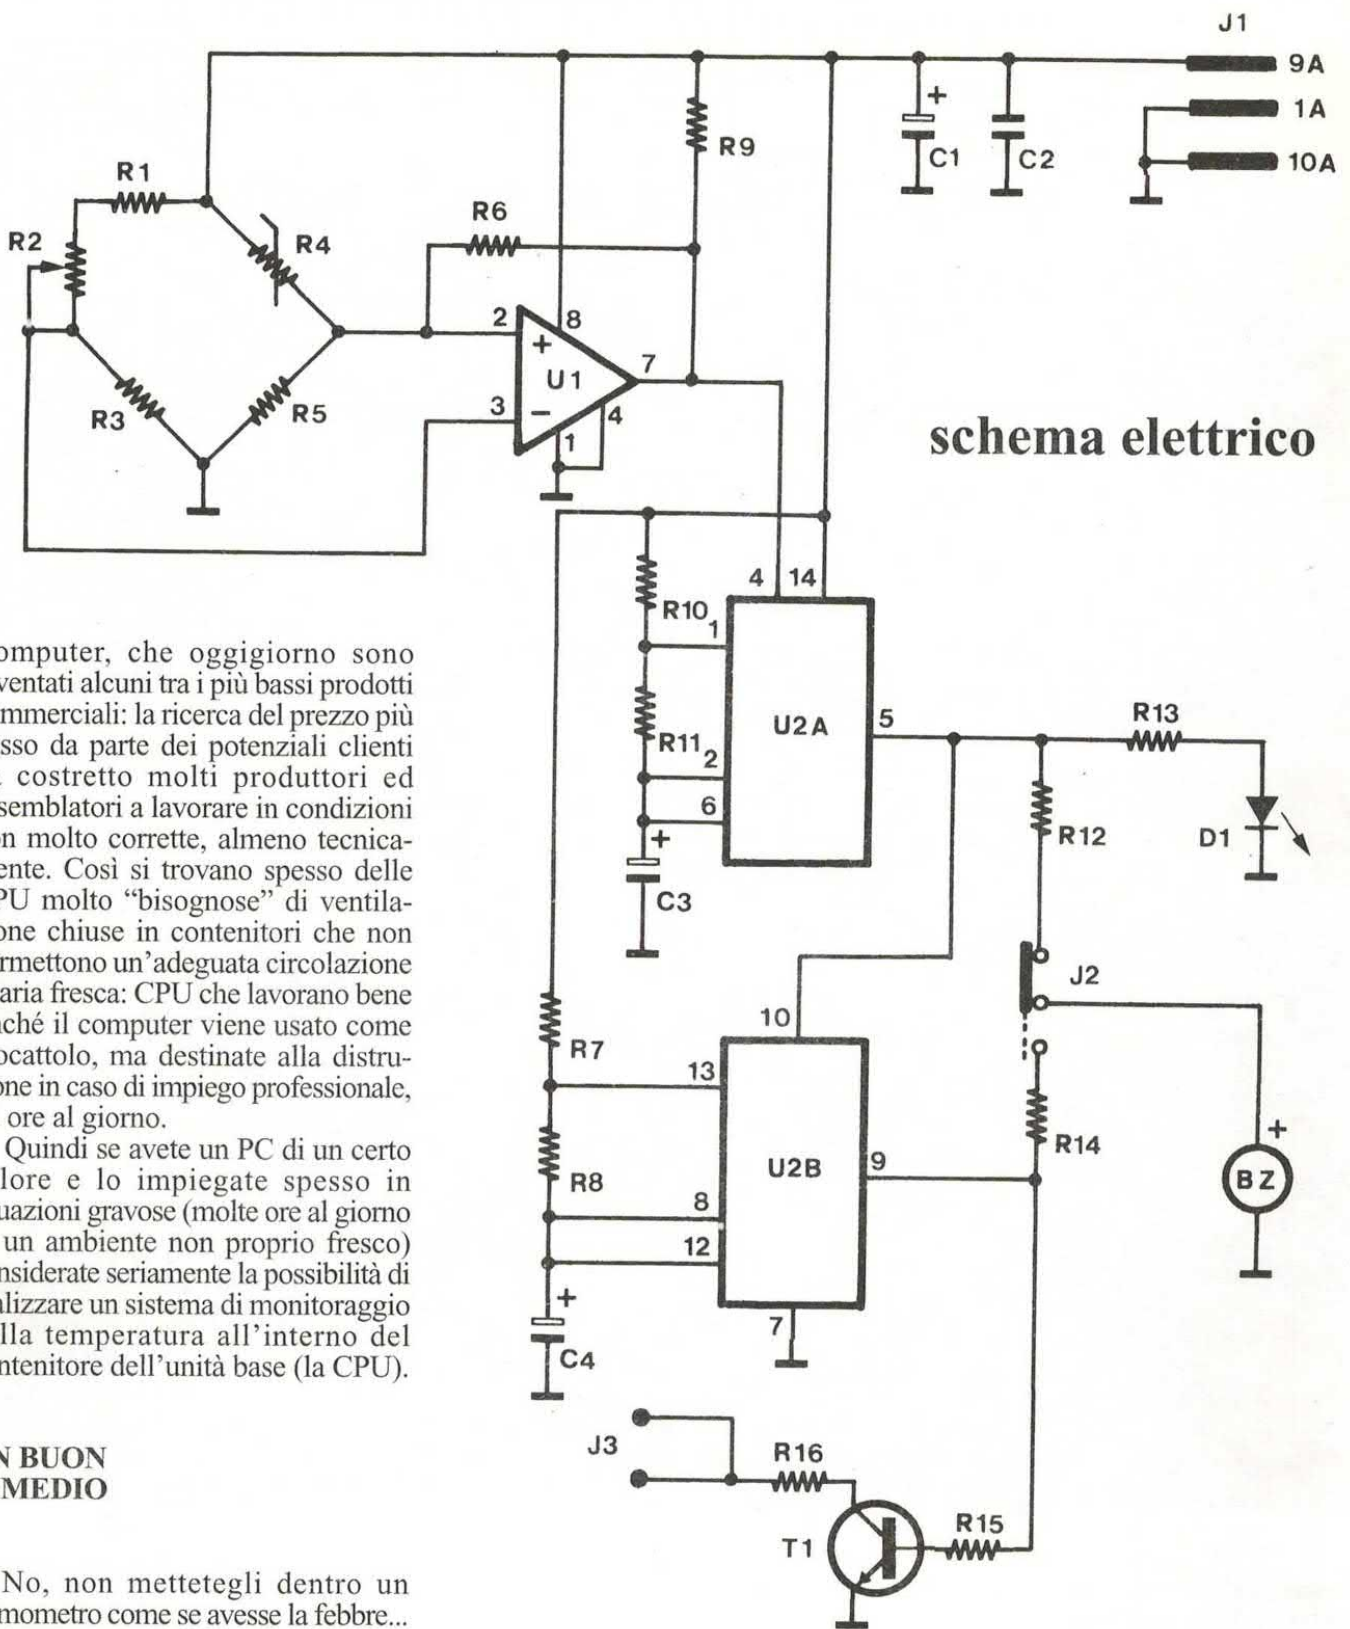 J1
9A
1A
10A
C1
C2
R9
R1
R2
R4
R6
R3
R5
2
3
8
7
4
1
+
−
U1
schema elettrico
4
14
R10
1
R11
2
6
U2A
5
R13
R12
D1
+
C3
J2
10
R7
13
R14
+
BZ
R8
U2B
9
8
12
7
+
C4
J3
R16
T1
R15
omputer, che oggigiorno sono
ventati alcuni tra i più bassi prodotti
mmerciali: la ricerca del prezzo più
sso da parte dei potenziali clienti
costretto molti produttori ed
semblatori a lavorare in condizioni
n molto corrette, almeno tecnica-
ente. Così si trovano spesso delle
PU molto “bisognose” di ventila-
one chiuse in contenitori che non
rmettono un’adeguata circolazione
aria fresca: CPU che lavorano bene
ché il computer viene usato come
ocattolo, ma destinate alla distru-
one in caso di impiego professionale,
ore al giorno.
Quindi se avete un PC di un certo
lore e lo impiegate spesso in
uazioni gravose (molte ore al giorno
un ambiente non proprio fresco)
nsiderate seriamente la possibilità di
alizzare un sistema di monitoraggio
lla temperatura all’interno del
ntenitore dell’unità base (la CPU).
N BUON
MEDIO
No, non mettetegli dentro un
mometro come se avesse la febbre...